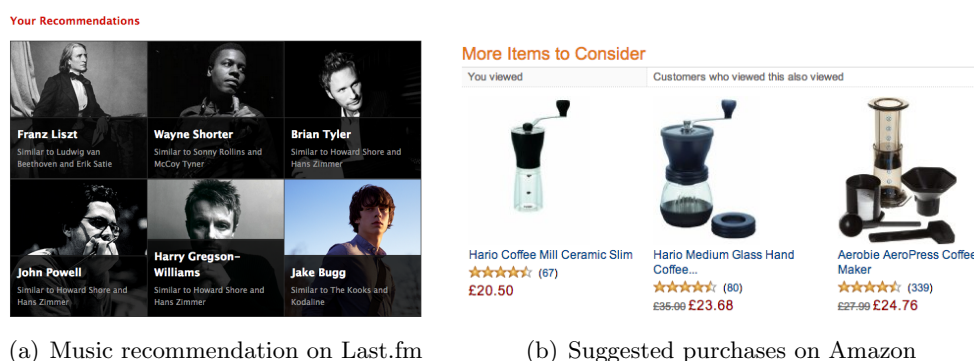 Your Recommendations
Franz Liszt
Similar to Ludwig van
Beethoven and Erik Satie
Wayne Shorter
Similar to Sonny Rollins and
McCoy Tyner
Brian Tyler
Similar to Howard Shore and
Hans Zimmer
John Powell
Similar to Howard Shore and
Hans Zimmer
Harry Gregson-
Williams
Similar to Howard Shore and
Hans Zimmer
Jake Bugg
Similar to The Kooks and
Kodaline
(a) Music recommendation on Last.fm
More Items to Consider
You viewed
Customers who viewed this also viewed
Hario Coffee Mill Ceramic Slim
(67)
£20.50
Hario Medium Glass Hand
Coffee...
(80)
£35.00 £23.68
Aerobie AeroPress Coffee
Maker
(339)
£27.99 £24.76
(b) Suggested purchases on Amazon